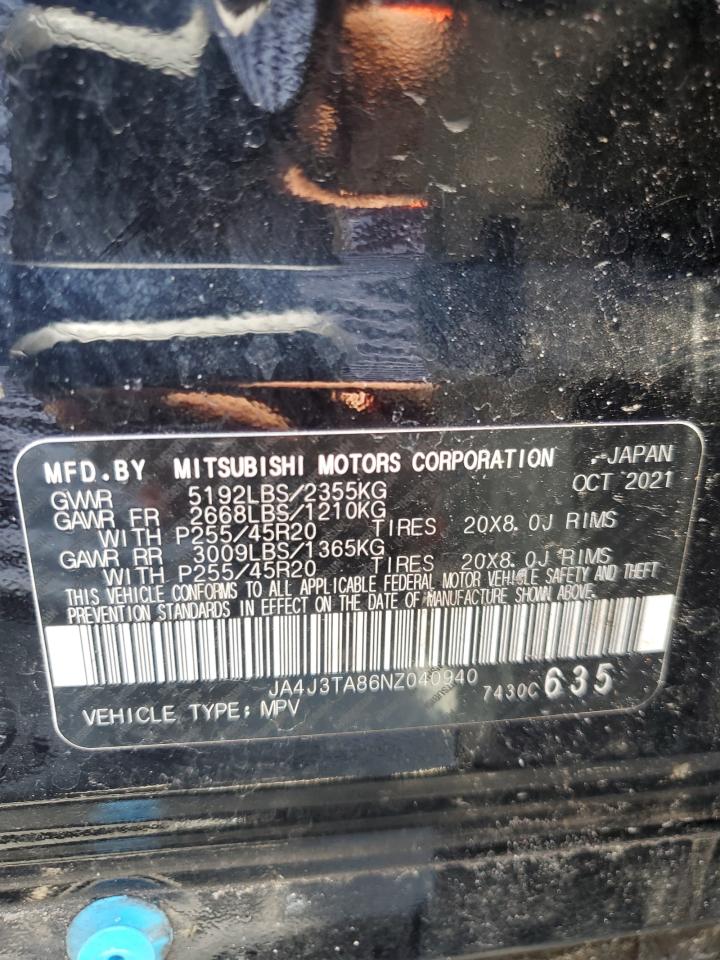 MFD.BY MITSUBISHI MOTORS CORPORATION .-JAPAN
GVWR 5192LBS/2355KG OCT 2021
GAWR FR 2668LBS/1210KG
WITH P255/45R20 TIRES 20X8.0J RIMS
GAWR RR 3009LBS/1365KG
WITH P255/45R20 TIRES 20X8.0J RIMS
THIS VEHICLE CONFORMS TO ALL APPLICABLE FEDERAL MOTOR VEHICLE SAFETY AND THEFT
PREVENTION STANDARDS IN EFFECT ON THE DATE OF MANUFACTURE SHOWN ABOVE.
JA4J3TA86NZ040940
7430C 635
VEHICLE TYPE: MPV